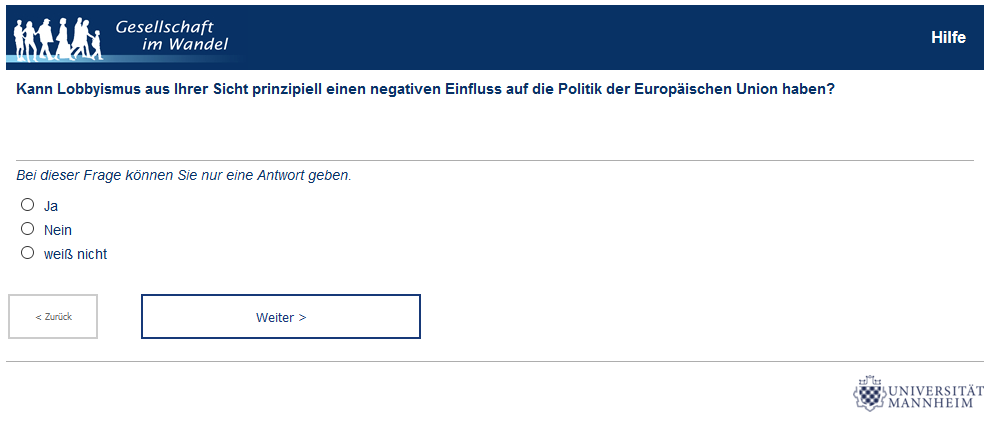 Gesellschaft
im Wandel
Hilfe
Kann Lobbyismus aus Ihrer Sicht prinzipiell einen negativen Einfluss auf die Politik der Europäischen Union haben?
Bei dieser Frage können Sie nur eine Antwort geben.
Ja
Nein
weiß nicht
< Zurück
Weiter >
UNIVERSITÄT
MANNHEIM